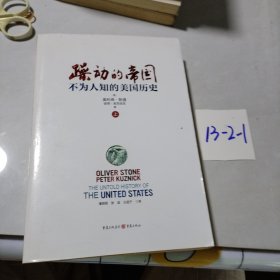 躁动的帝国
不为人知的美国历史
上
OLIVER STONE
PETER KUZNICK
THE UNTOLD HISTORY OF
THE UNITED STATES
13-2-1